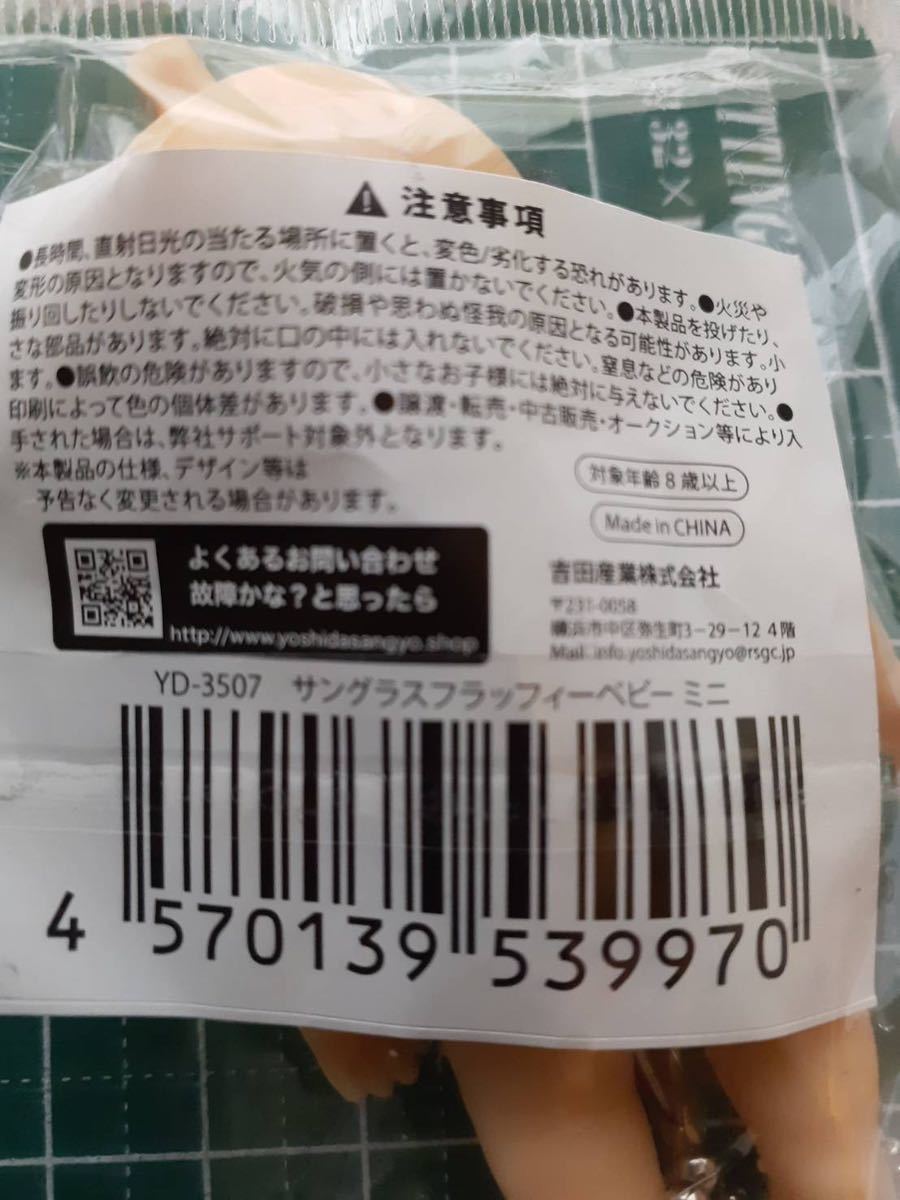 注意事項
●長時間、直射日光の当たる場所に置くと、変色/劣化する恐れがあります。●火災や
変形の原因となりますので、火気の側には置かないでください。●本製品を投げたり、
振り回したりしないでください。破損や思わぬ怪我の原因となる可能性があります。小
さな部品があります。絶対に口の中には入れないでください。窒息などの危険があり
ます。●誤飲の危険がありますので、小さなお子様には絶対に与えないでください。●
印刷によって色の個体差があります。●譲渡・転売・中古販売・オークション等により入
手された場合は、弊社サポート対象外となります。
※本製品の仕様、デザイン等は
予告なく変更される場合があります。
対象年齢8歳以上
Made in CHINA
よくあるお問い合わせ
故障かな?と思ったら
http://www.yoshidasangyo.shop
吉田産業株式会社
〒231-0058
横浜市中区弥生町3-29-12 4階
Mail: info.yoshidasangyo@rsgc.jp
YD-3507 サングラスフラッフィーベビー ミニ
4 570139 539970